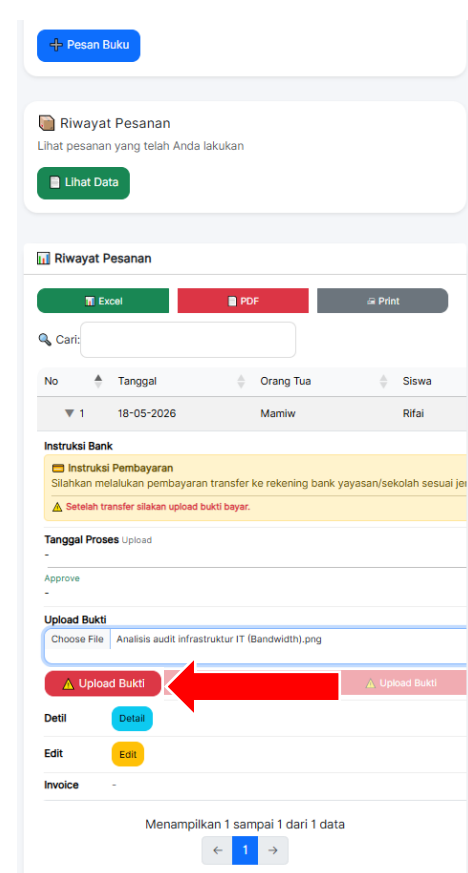 Pesan Buku
Riwayat Pesanan
Lihat pesanan yang telah Anda lakukan
Lihat Data
Riwayat Pesanan
Excel PDF Print
Cari:
No Tanggal Orang Tua Siswa
1 18-05-2026 Mamiw Rifai
Instruksi Bank
Instruksi Pembayaran
Silahkan melalukan pembayaran transfer ke rekening bank yayasan/sekolah sesuai
Setelah transfer silakan upload bukti bayar.
Tanggal Proses Upload
-
Approve
-
Upload Bukti
Choose File Analisis audit infrastruktur IT (Bandwidth).png
Upload Bukti Upload Bukti
Detil Detail
Edit Edit
Invoice -
Menampilkan 1 sampai 1 dari 1 data
← 1 →